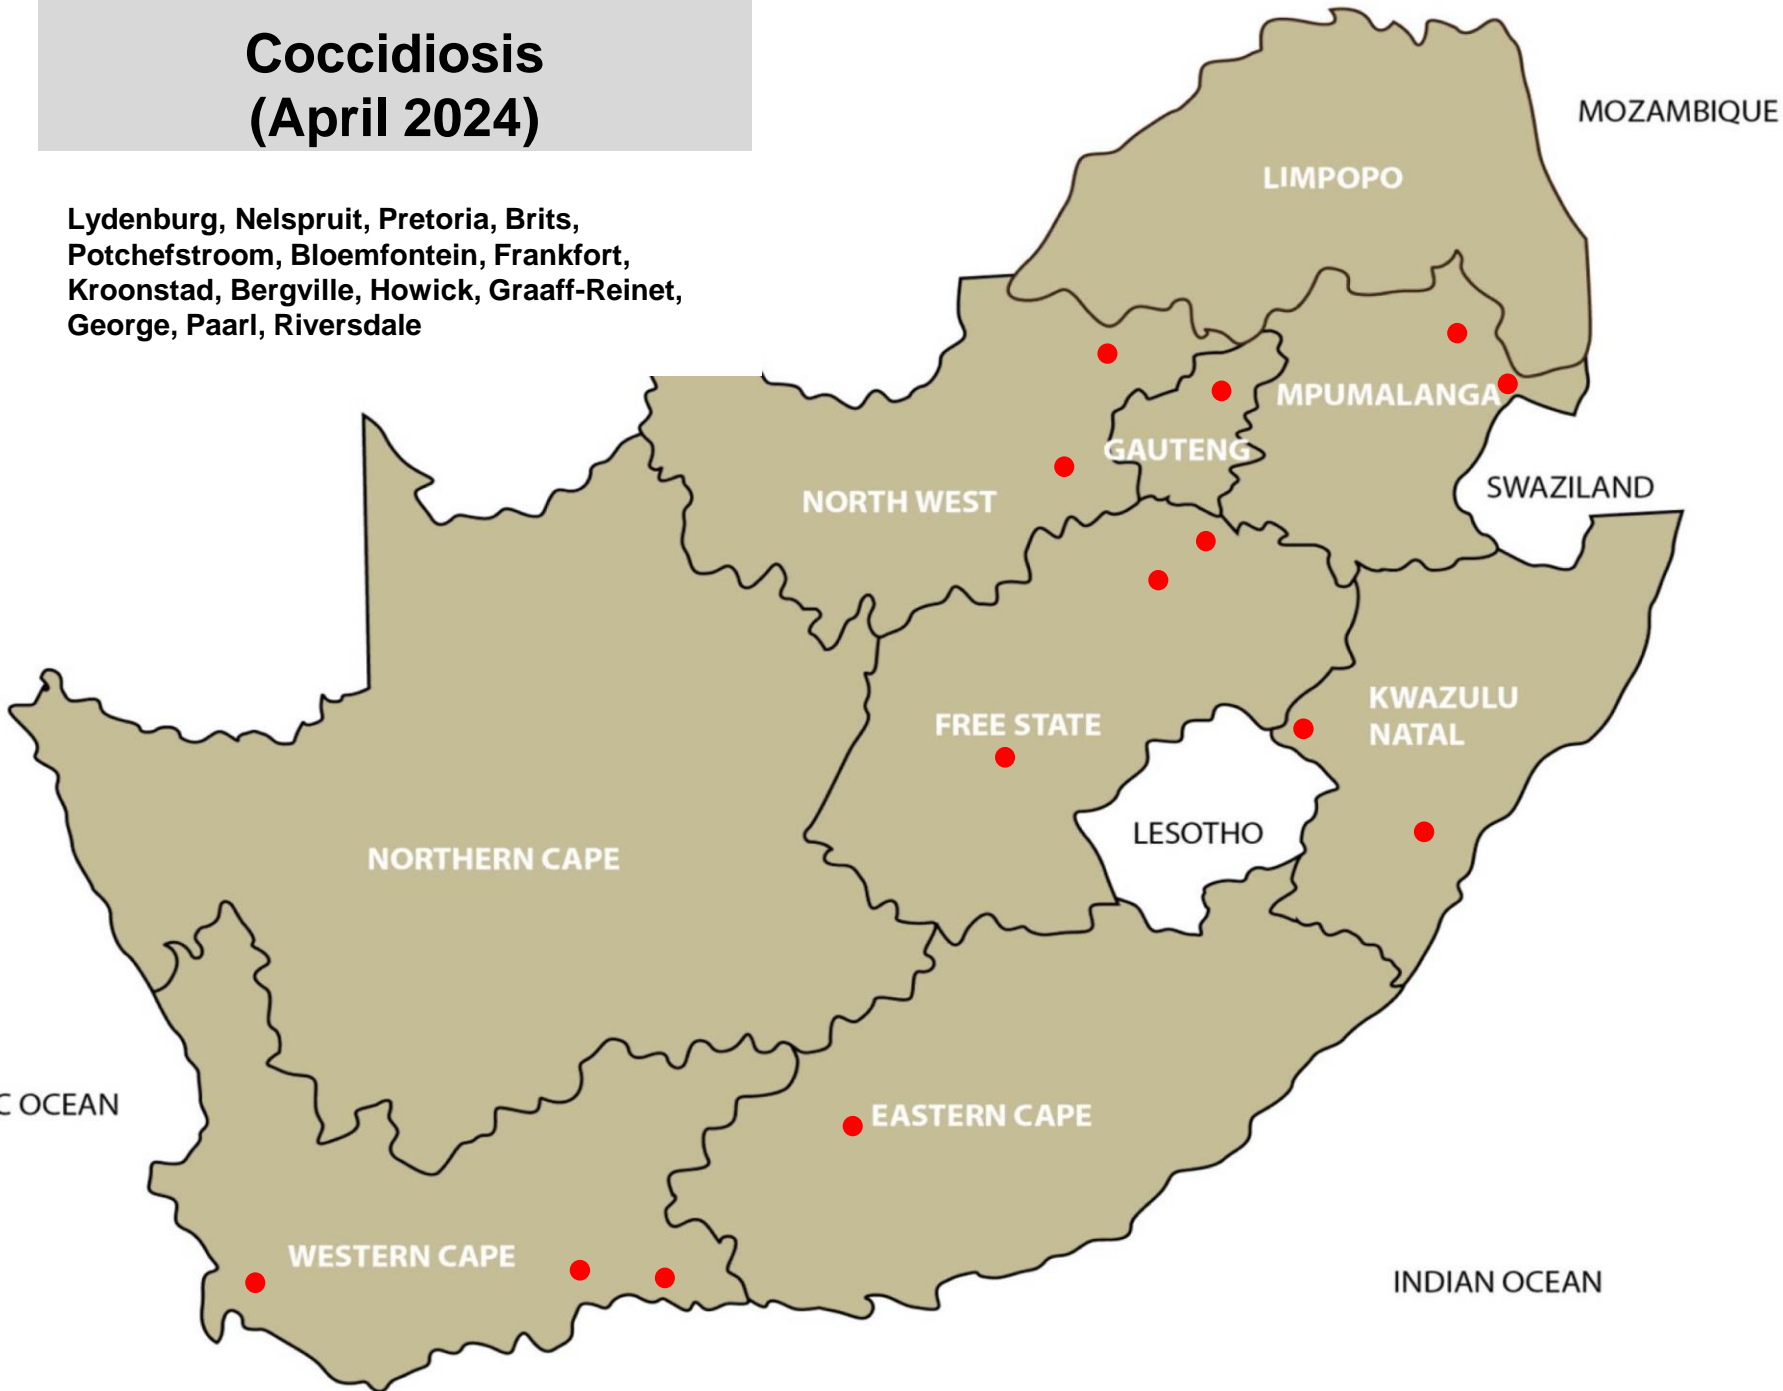 Coccidiosis
(April 2024)
Lydenburg, Nelspruit, Pretoria, Brits,
Potchefstroom, Bloemfontein, Frankfort,
Kroonstad, Bergville, Howick, Graaff-Reinet,
George, Paarl, Riversdale
MOZAMBIQUE
LIMPOPO
MPUMALANGA
GAUTENG
SWAZILAND
NORTH WEST
KWAZULU
NATAL
FREE STATE
LESOTHO
NORTHERN CAPE
C OCEAN
EASTERN CAPE
WESTERN CAPE
INDIAN OCEAN